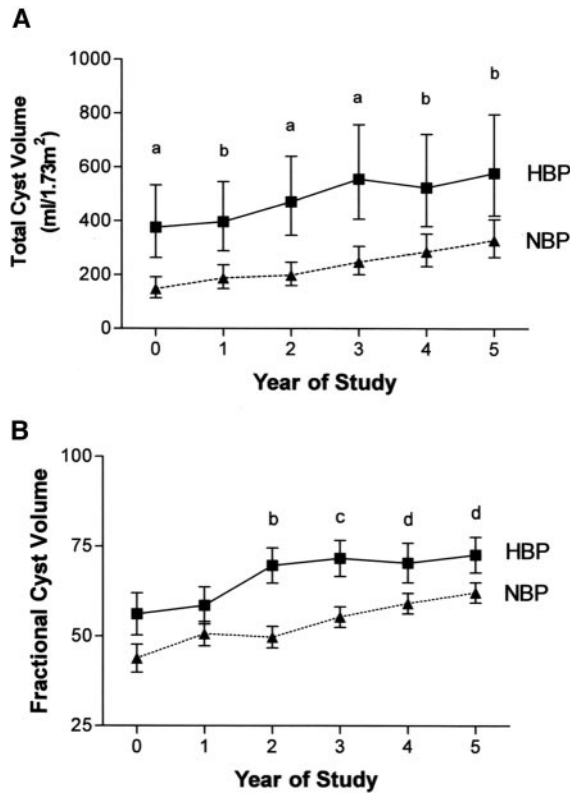 A
1000
800
600
400
200
0
Total Cyst Volume
(ml/1.73m²)
a
b
a
a
b
b
HBP
NBP
0 1 2 3 4 5
Year of Study
B
100
75
50
25
Fractional Cyst Volume
b
c
d
d
HBP
NBP
0 1 2 3 4 5
Year of Study